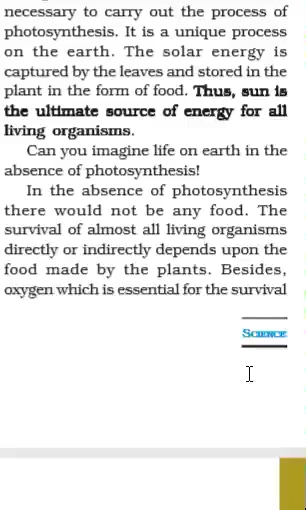 necessary to carry out the process of
photosynthesis. It is a unique process
on the earth. The solar energy is
captured by the leaves and stored in the
plant in the form of food. Thus, sun is
the ultimate source of energy for all
living organisms.
Can you imagine life on earth in the
absence of photosynthesis!
In the absence of photosynthesis
there would not be any food. The
survival of almost all living organisms
directly or indirectly depends upon the
food made by the plants. Besides,
oxygen which is essential for the survival
SCIENCE